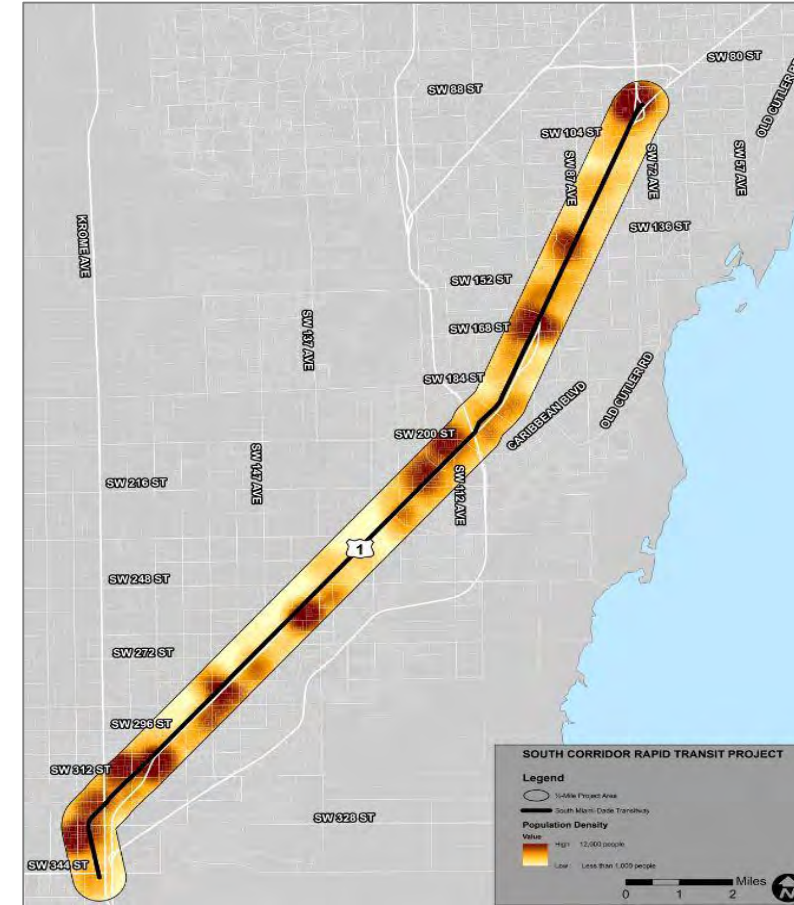 SW 80 ST
SW 88 ST
OLD CUTLER RD
SW 104 ST
SW 87 AVE
SW 72 AVE
SW 57 AVE
KROME AVE
SW 136 ST
SW 152 ST
SW 137 AVE
SW 168 ST
SW 184 ST
CARIBBEAN BLVD
OLD CUTLER RD
SW 200 ST
SW 147 AVE
SW 112 AVE
SW 216 ST
1
SW 248 ST
SW 272 ST
SW 296 ST
SW 312 ST
SW 328 ST
SW 344 ST
SOUTH CORRIDOR RAPID TRANSIT PROJECT
Legend
½-Mile Project Area
South Miami-Dade Transitway
Population Density
Value
High : 12,000 people
Low : Less than 1,000 people
Miles
0 1 2